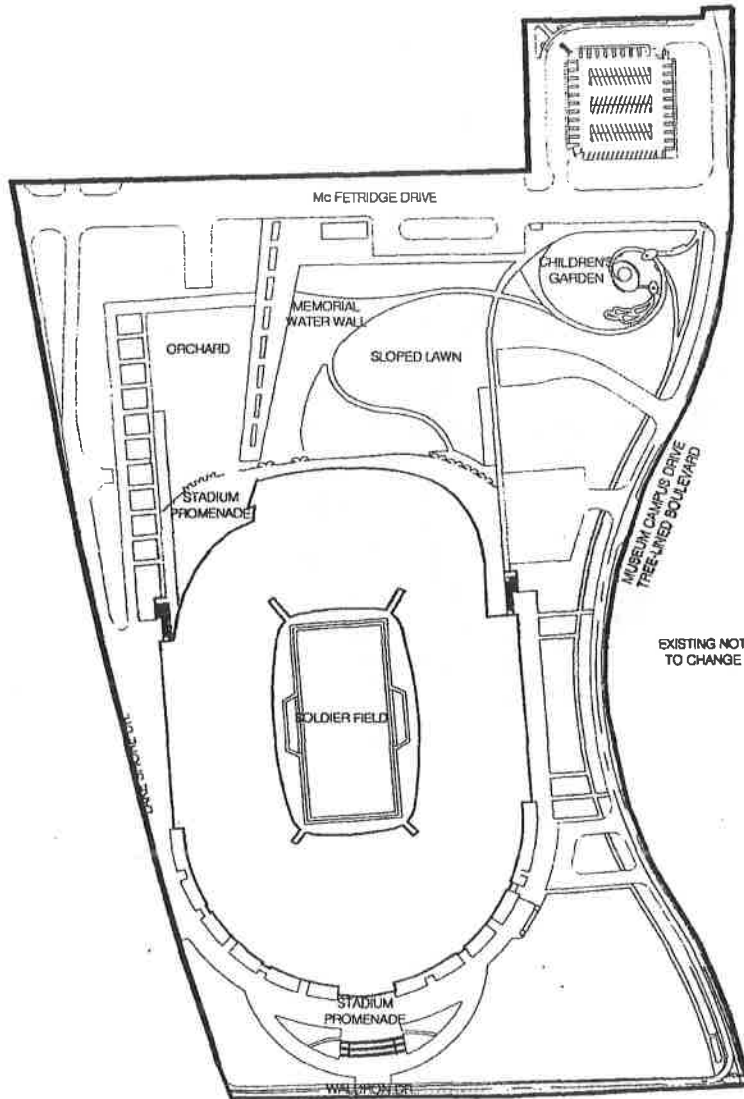 Mc FETRIDGE DRIVE
CHILDREN'S
GARDEN
MEMORIAL
WATER WALL
ORCHARD
SLOPED LAWN
STADIUM
PROMENADE
MUSEUM CAMPUS DRIVE
TREE-LINED BOULEVARD
EXISTING NOT
TO CHANGE
SOLDIER FIELD
LAKE SHORE DR.
STADIUM
PROMENADE
WALDRON DR